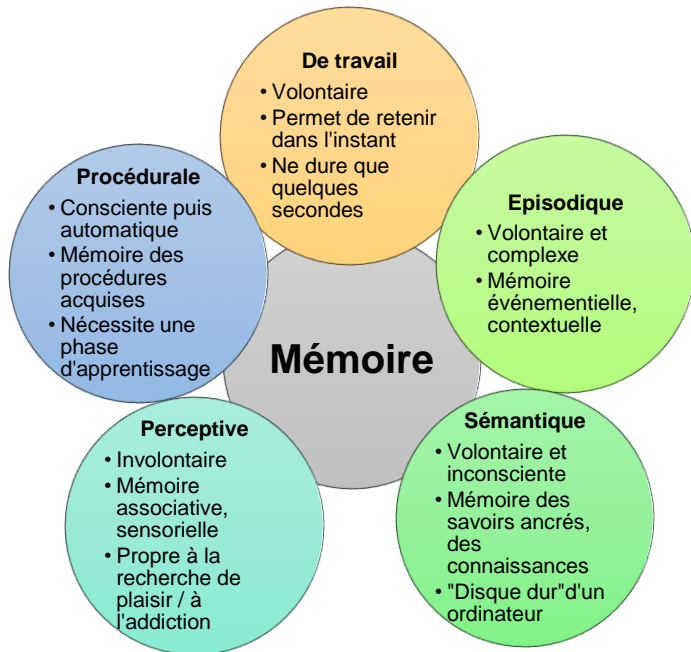 De travail
• Volontaire
• Permet de retenir
dans l'instant
• Ne dure que
quelques
secondes
Episodique
• Volontaire et
complexe
• Mémoire
événementielle,
contextuelle
Sémantique
• Volontaire et
inconsciente
• Mémoire des
savoirs ancrés,
des
connaissances
• "Disque dur"d'un
ordinateur
Perceptive
• Involontaire
• Mémoire
associative,
sensorielle
• Propre à la
recherche de
plaisir / à
l'addiction
Procédurale
• Consciente puis
automatique
• Mémoire des
procédures
acquises
• Nécessite une
phase
d'apprentissage
Mémoire